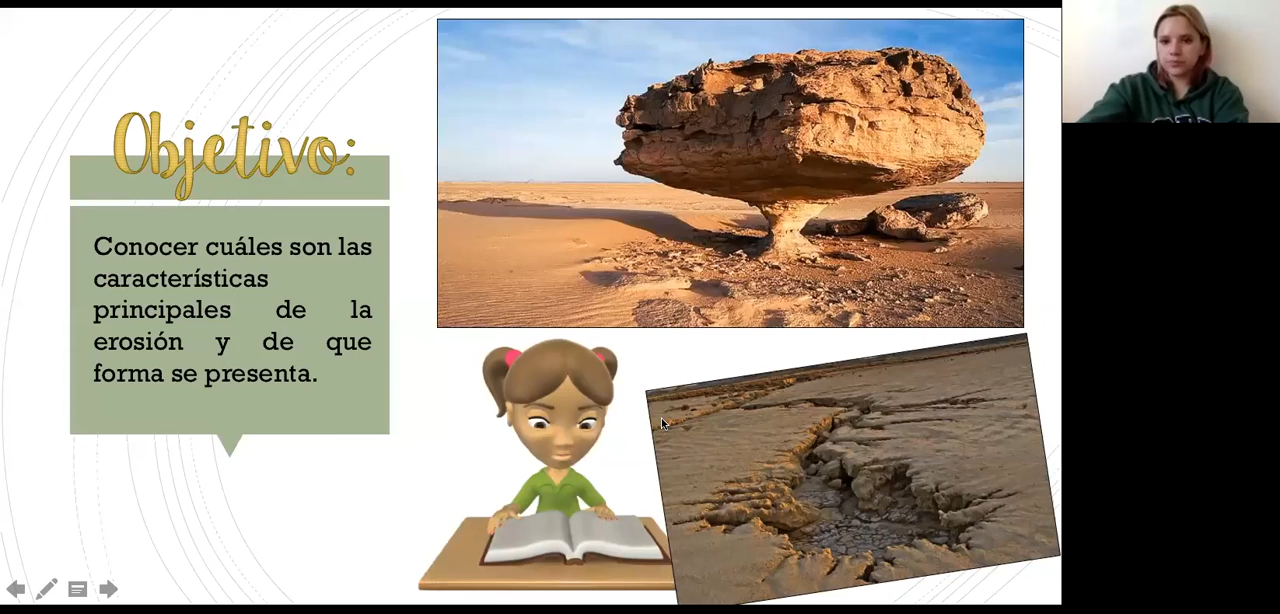 Objetivo:
Conocer cuáles son las
características
principales de la
erosión y de que
forma se presenta.